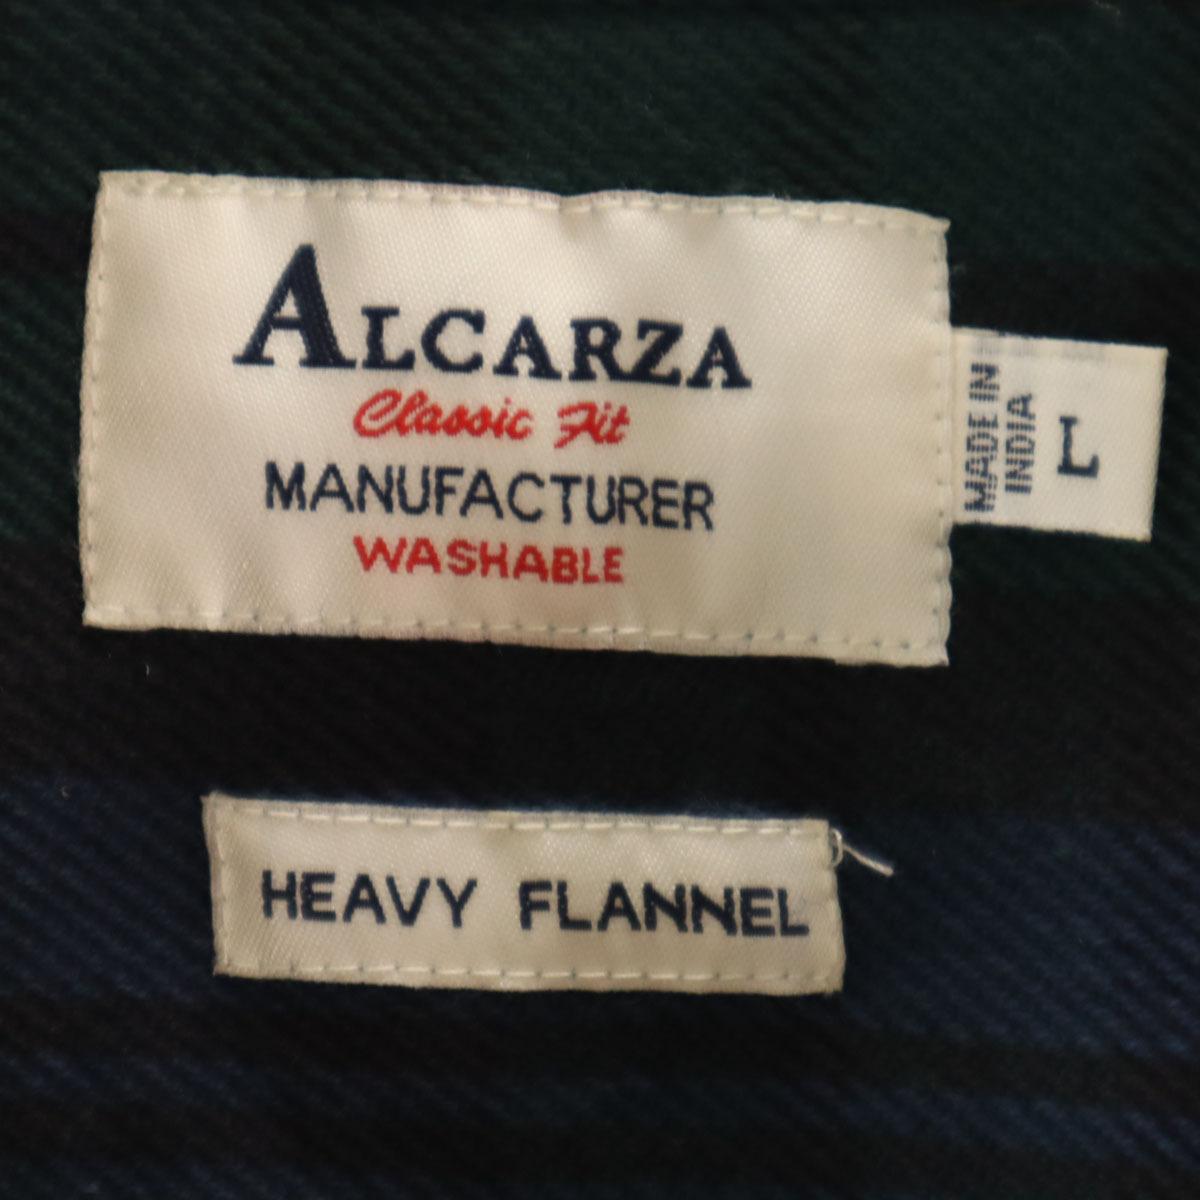 ALCARZA
Classic Fit
MANUFACTURER
WASHABLE
MADE IN
INDIA
L
HEAVY FLANNEL